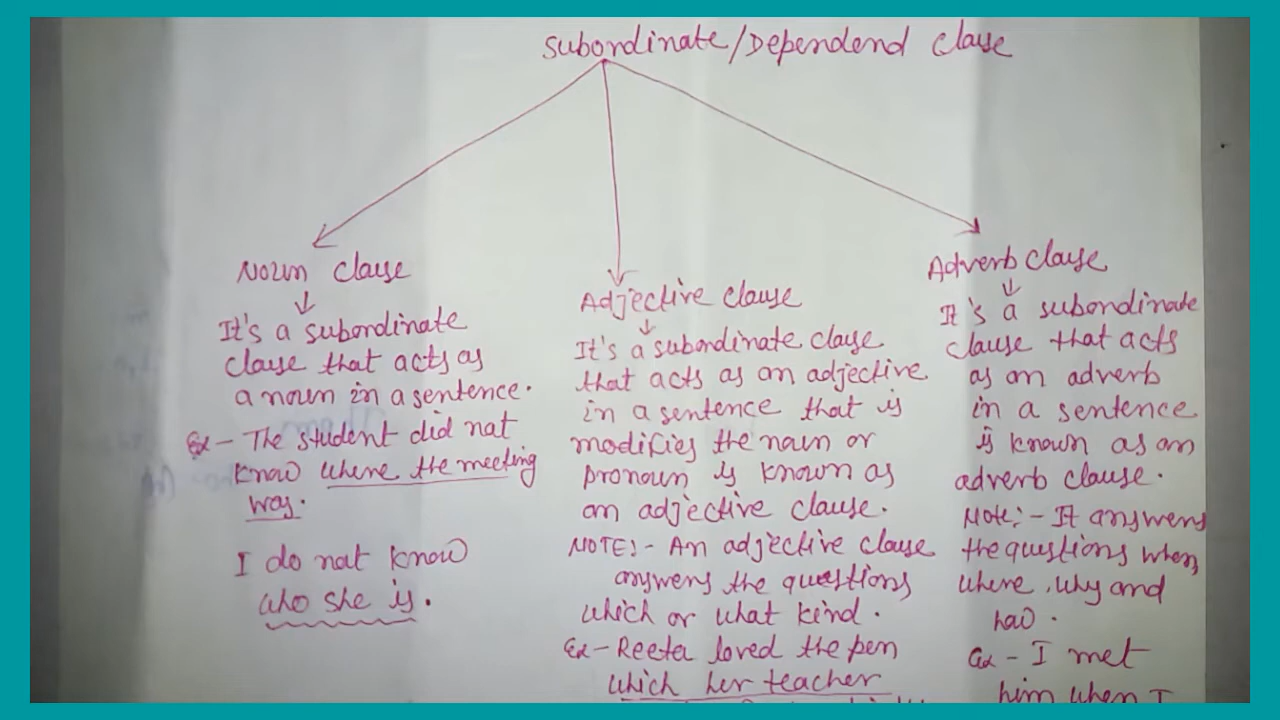 Subordinate/Dependend clause
Noun clause
↓
It's a subordinate
clause that acts as
a noun in a sentence.
Ex - The student did not
know where the meeting
was.
I do not know
who she is.
Adjective clause
↓
It's a subordinate clause
that acts as an adjective
in a sentence that is
modifies the noun or
pronoun is known as
an adjective clause.
NOTE:- An adjective clause
answers the questions
which or what kind.
Ex - Reeta loved the pen
which her teacher
Adverb clause
↓
It's a subordinate
clause that acts
as an adverb
in a sentence
is known as an
adverb clause.
Note:- It answers
the questions when,
where, why and
how.
Ex - I met
him when I